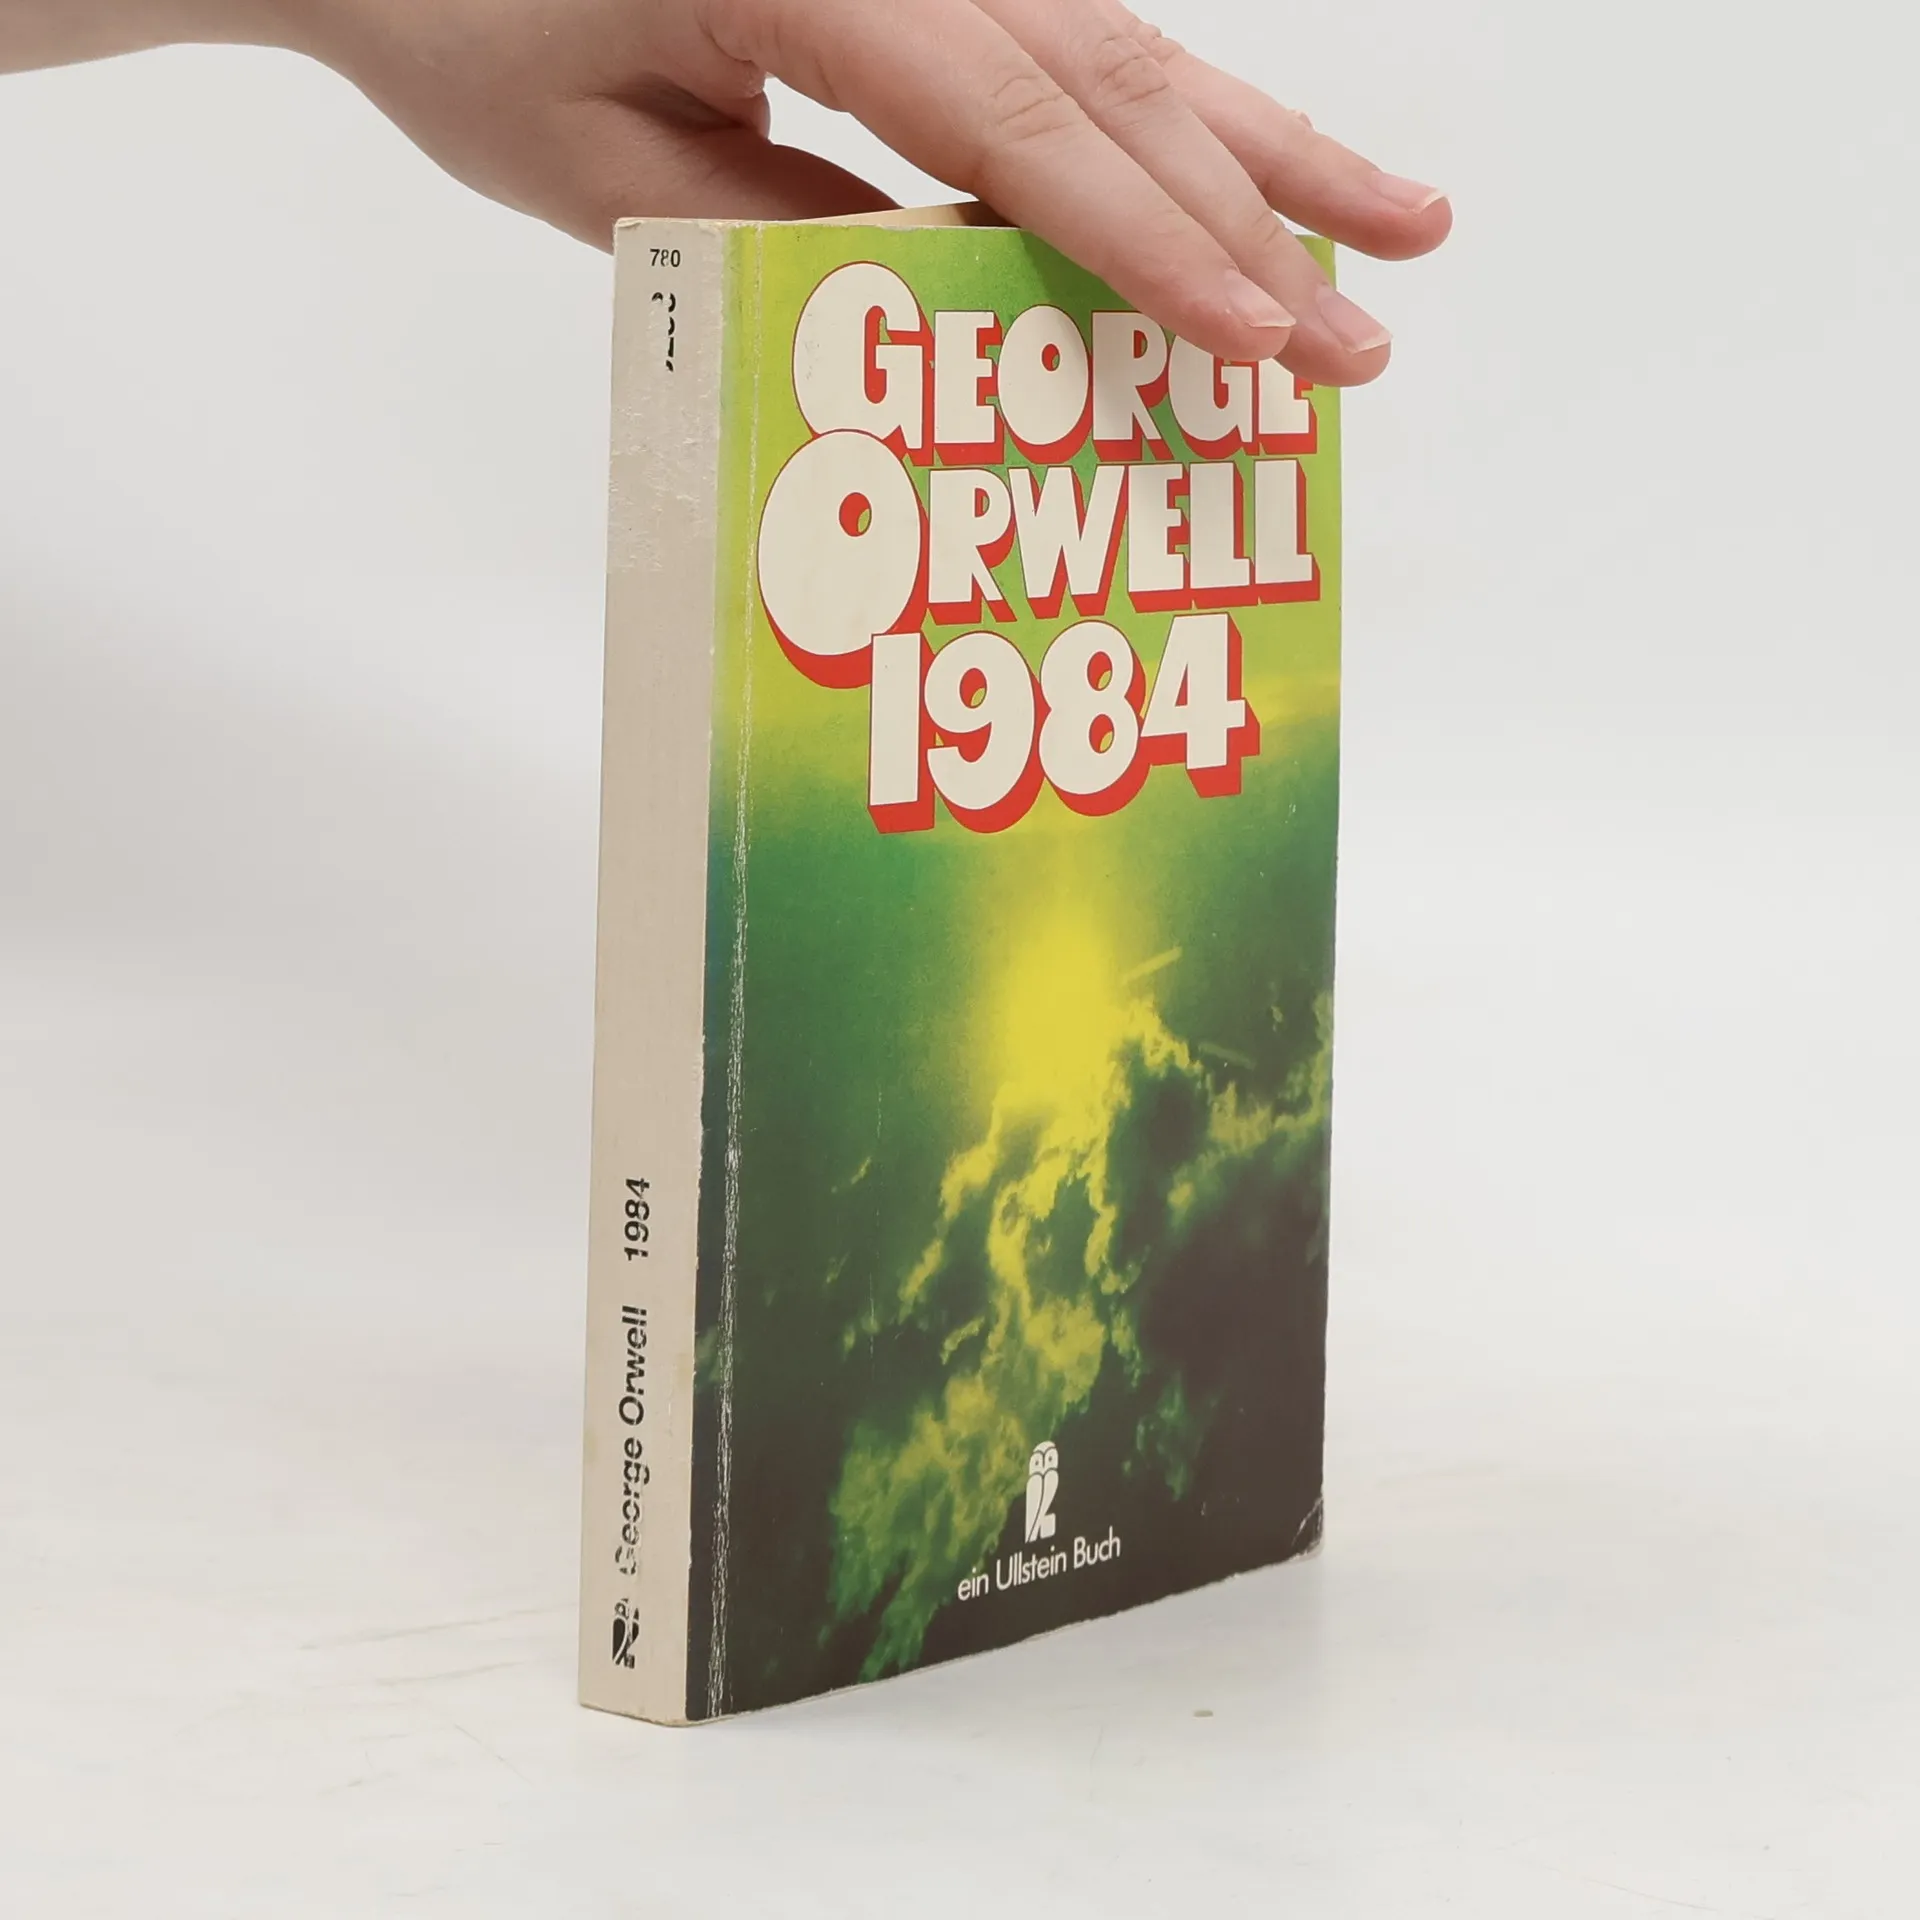 780
GEORGE
ORWELL
1984
George Orwell 1984
ein Ullstein Buch